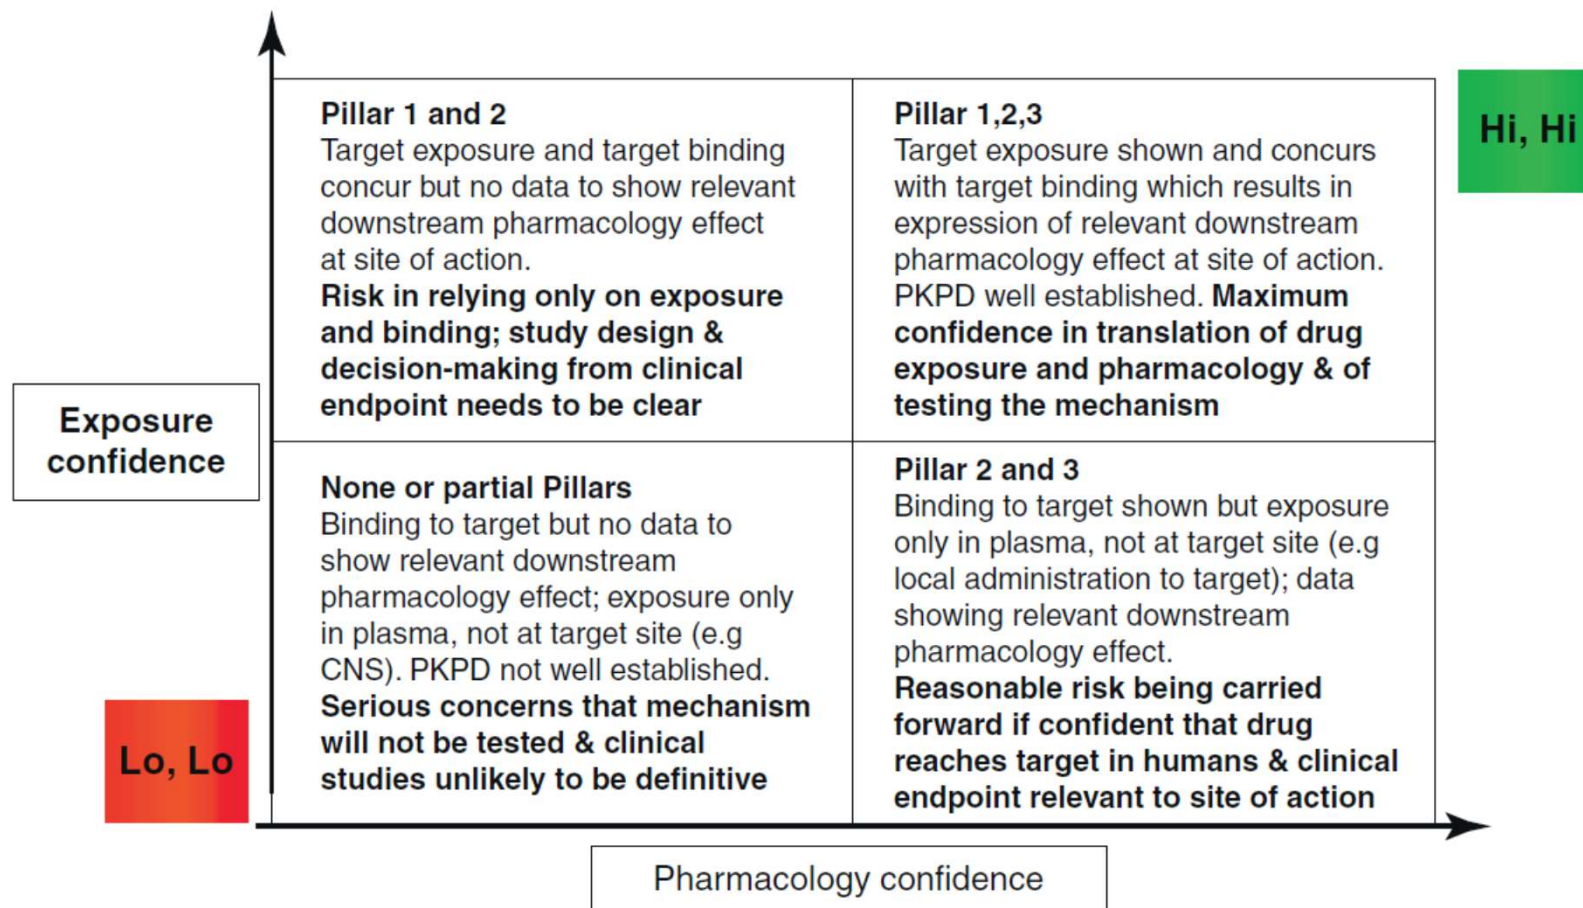 Pillar 1 and 2
Target exposure and target binding
concur but no data to show relevant
downstream pharmacology effect
at site of action.
Risk in relying only on exposure
and binding; study design &
decision-making from clinical
endpoint needs to be clear
Pillar 1,2,3
Target exposure shown and concurs
with target binding which results in
expression of relevant downstream
pharmacology effect at site of action.
PKPD well established. Maximum
confidence in translation of drug
exposure and pharmacology & of
testing the mechanism
Hi, Hi
Exposure
confidence
None or partial Pillars
Binding to target but no data to
show relevant downstream
pharmacology effect; exposure only
in plasma, not at target site (e.g
CNS). PKPD not well established.
Serious concerns that mechanism
will not be tested & clinical
studies unlikely to be definitive
Pillar 2 and 3
Binding to target shown but exposure
only in plasma, not at target site (e.g
local administration to target); data
showing relevant downstream
pharmacology effect.
Reasonable risk being carried
forward if confident that drug
reaches target in humans & clinical
endpoint relevant to site of action
Lo, Lo
Pharmacology confidence